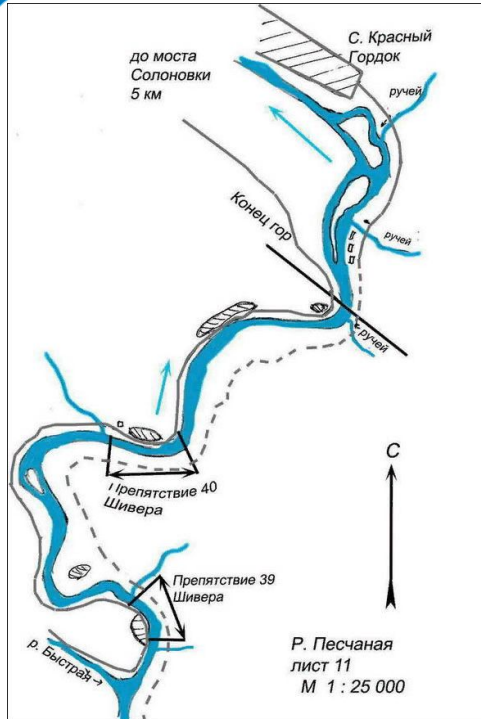 С. Красный
Гордок
до моста
Солоновки
5 км
ручей
Конец гор
ручей
ручей
С
Препятствие 40
Шивера
Препятствие 39
Шивера
р. Быстрая
Р. Песчаная
лист 11
М 1 : 25 000